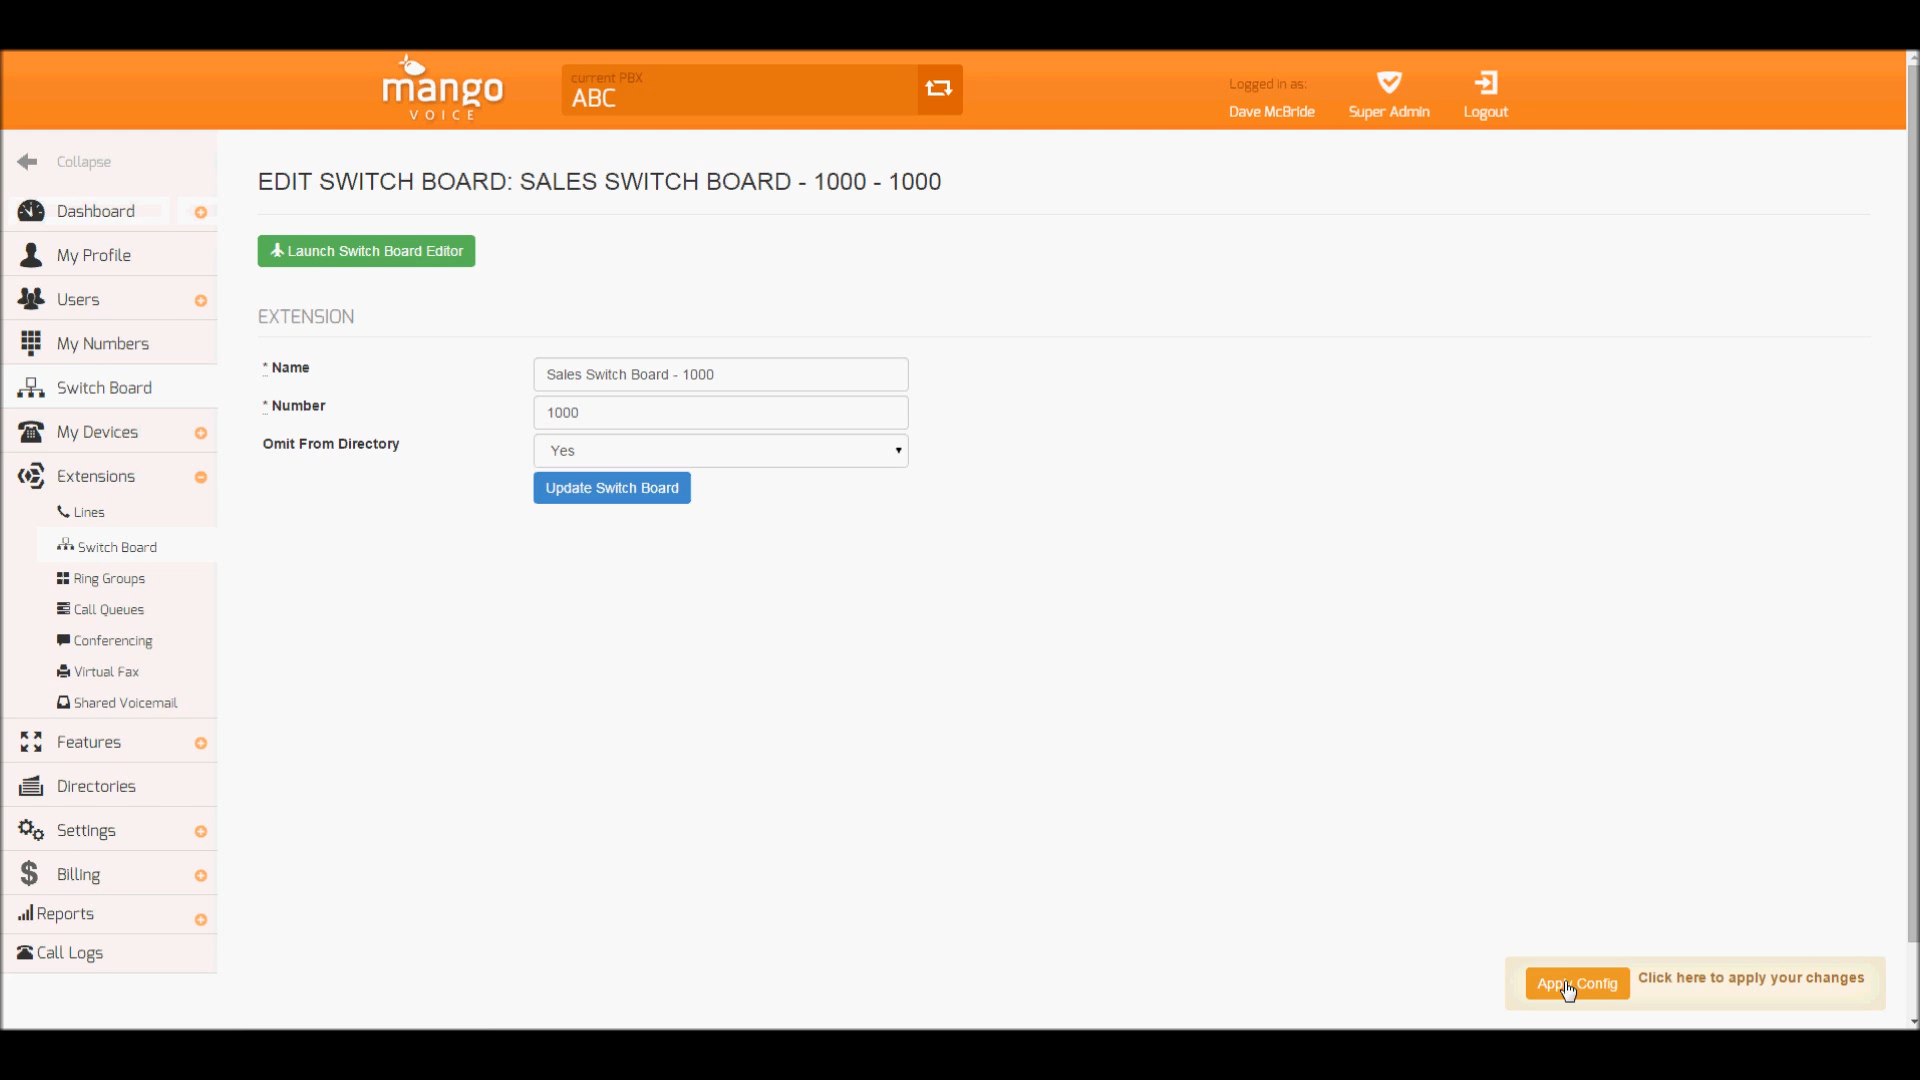 mango
VOICE
current PBX
ABC
Logged in as:
Dave McBride
Super Admin
Logout
Collapse
Dashboard
My Profile
Users
My Numbers
Switch Board
My Devices
Extensions
Lines
Switch Board
Ring Groups
Call Queues
Conferencing
Virtual Fax
Shared Voicemail
Features
Directories
Settings
Billing
Reports
Call Logs
EDIT SWITCH BOARD: SALES SWITCH BOARD - 1000 - 1000
Launch Switch Board Editor
EXTENSION
* Name
Sales Switch Board - 1000
* Number
1000
Omit From Directory
Yes
Update Switch Board
Apply Config
Click here to apply your changes